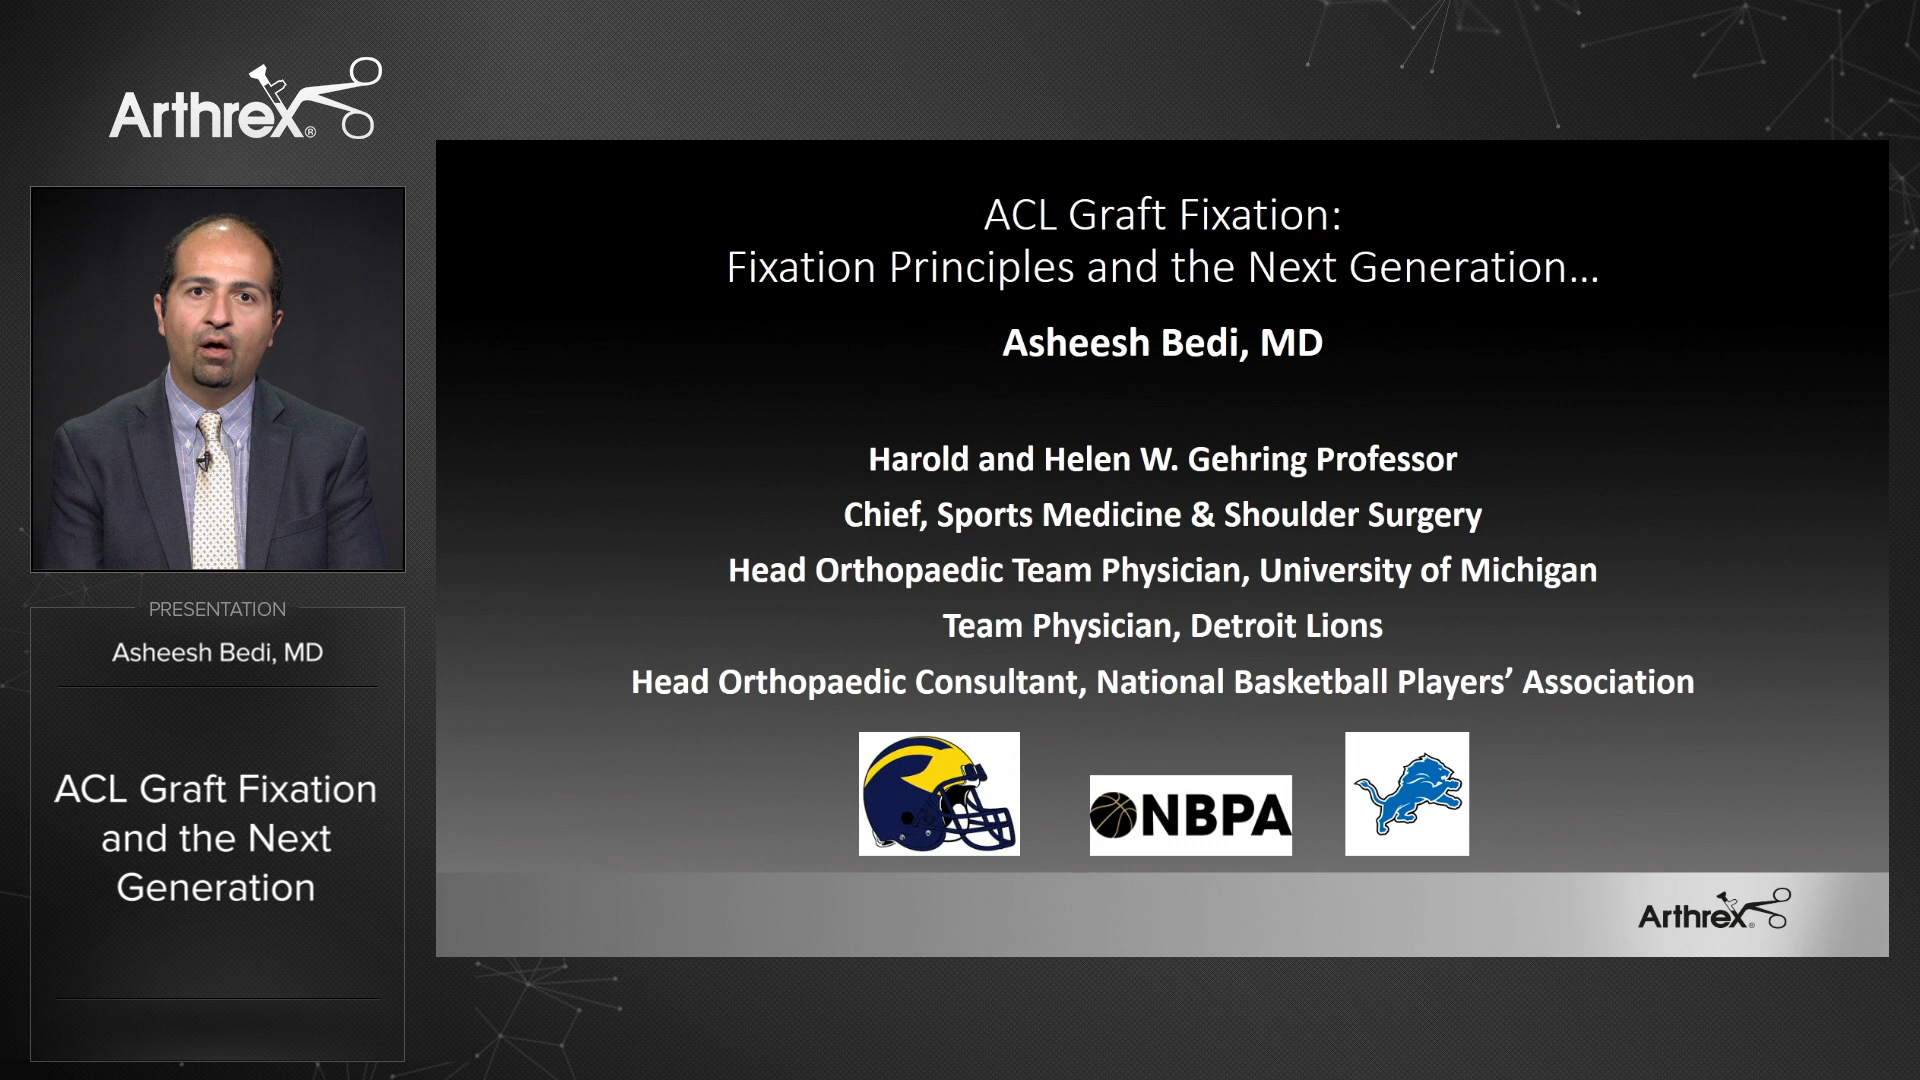 Arthrex®
PRESENTATION
Asheesh Bedi, MD
ACL Graft Fixation
and the Next
Generation
ACL Graft Fixation:
Fixation Principles and the Next Generation...
Asheesh Bedi, MD
Harold and Helen W. Gehring Professor
Chief, Sports Medicine & Shoulder Surgery
Head Orthopaedic Team Physician, University of Michigan
Team Physician, Detroit Lions
Head Orthopaedic Consultant, National Basketball Players’ Association
NBPA
Arthrex®